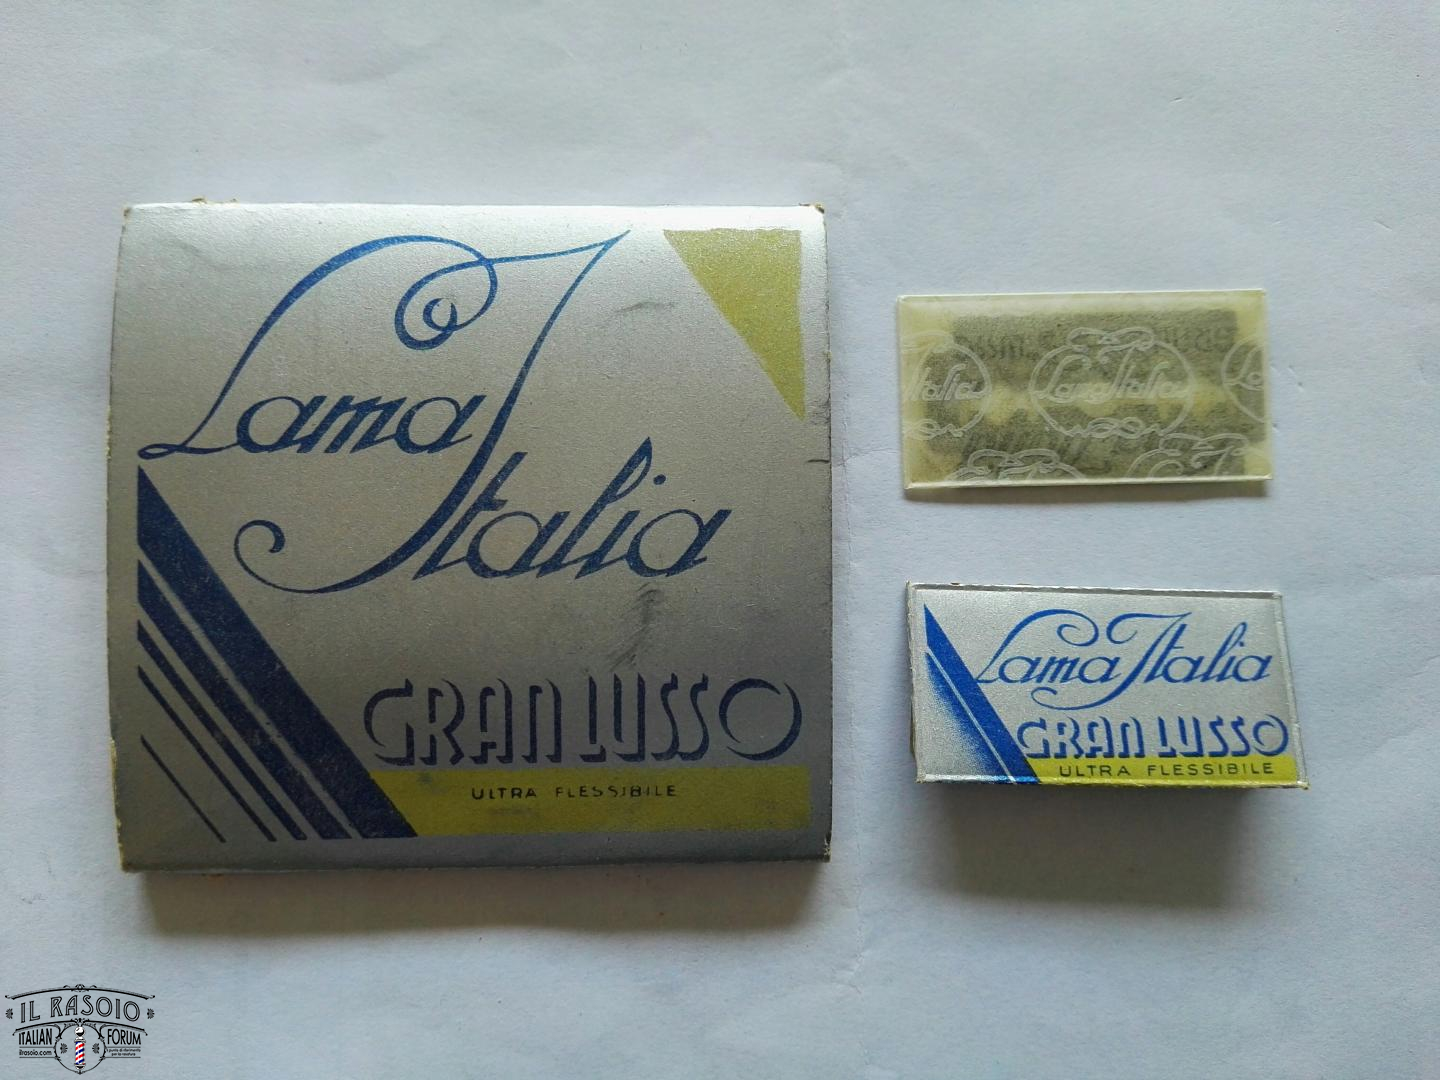 Lama
Italia
GRAN LUSSO
ULTRA FLESSIBILE
Italia
Lama Italia
Lama Italia
GRAN LUSSO
ULTRA FLESSIBILE
IL RASOIO
ITALIAN FORUM
ilrasoio.com